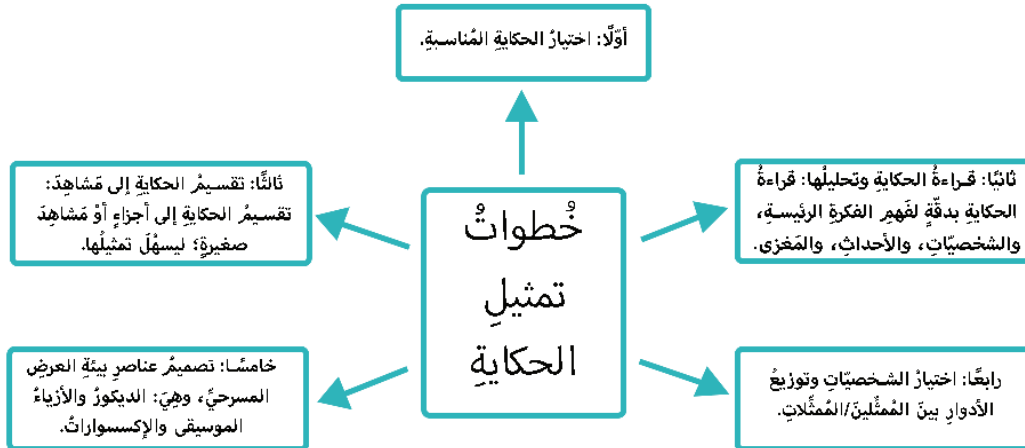 أوّلًا: اختيارُ الحكايةِ المُناسبةِ.
ثانيًا: قراءةُ الحكايةِ وتحليلُها: قراءةُ
الحكايةِ بدقّةٍ لفَهمِ الفكرةِ الرئيسةِ،
والشخصيّاتِ، والأحداثِ، والمَغزى.
ثالثًا: تقسيمُ الحكايةِ إلى مَشاهِدَ:
تقسيمُ الحكايةِ إلى أجزاءٍ أوْ مَشاهِدَ
صغيرةٍ؛ ليسهُلَ تمثيلُها.
خُطواتُ
تمثيلِ
الحكايةِ
رابعًا: اختيارُ الشخصيّاتِ وتوزيعُ
الأدوارِ بينَ المُمثِّلينَ/المُمثِّلاتِ.
خامسًا: تصميمُ عناصرِ بيئةِ العرضِ
المسرحيِّ، وهِيَ: الديكورُ والأزياءُ
الموسيقى والإكسسواراتُ.